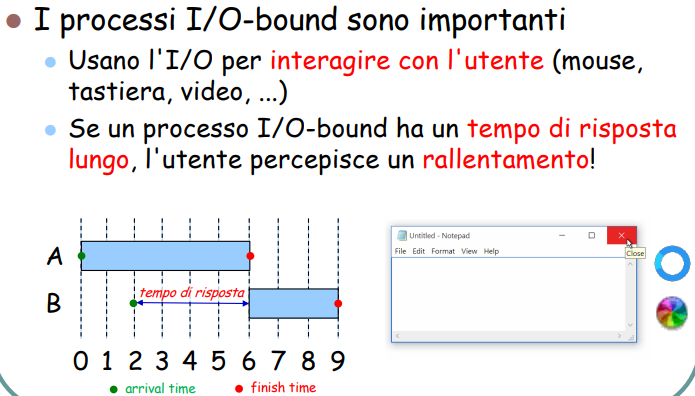 I processi I/O-bound sono importanti
Usano l'I/O per interagire con l'utente (mouse,
tastiera, video, ...)
Se un processo I/O-bound ha un tempo di risposta
lungo, l'utente percepisce un rallentamento!
A
tempo di risposta
B
0 1 2 3 4 5 6 7 8 9
arrival time finish time
Untitled - Notepad
File Edit Format View Help
Close